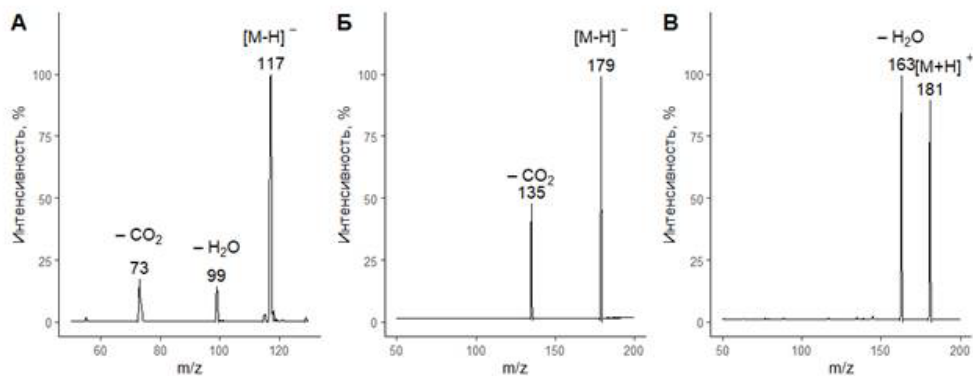 А
[M-H] ⁻
117
– CO₂
73
– H₂O
99
100
75
50
25
0
Интенсивность, %
60
80
100
120
m/z
Б
[M-H] ⁻
179
– CO₂
135
100
75
50
25
0
Интенсивность, %
50
100
150
200
m/z
В
– H₂O
163
[M+H] ⁺
181
100
75
50
25
0
Интенсивность, %
50
100
150
200
m/z